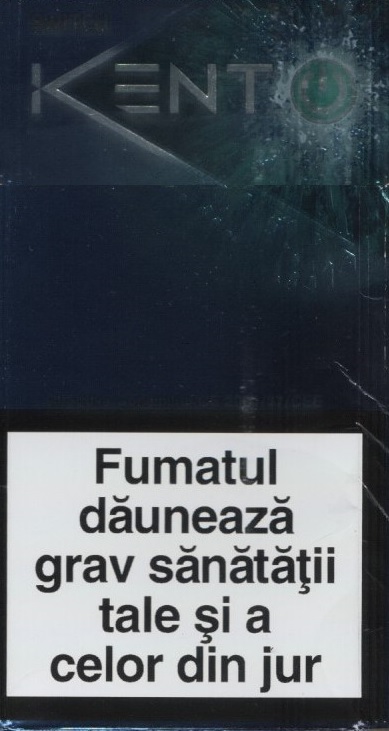 KENT
Fumatul
dăunează
grav sănătăţii
tale şi a
celor din jur